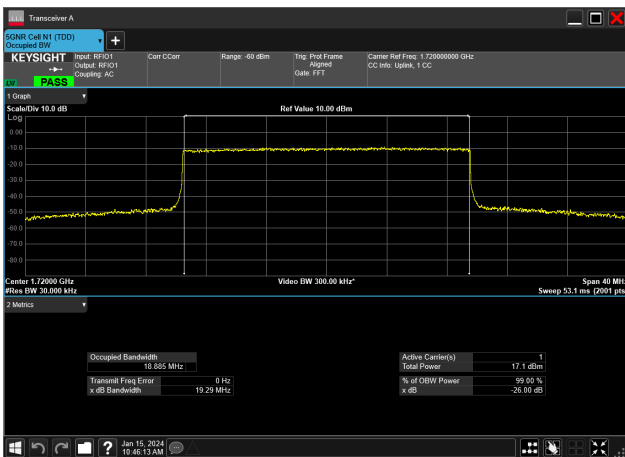 Transceiver A
5GNR Cell N1 (TDD)
Occupied BW
KEYSIGHT
Input: RFIO1
Output: RFIO1
Coupling: AC
Corr CCorr
Range: -60 dBm
Trig: Prot Frame
Aligned
Gate: FFT
Carrier Ref Freq: 1.720000000 GHz
CC Info: Uplink, 1 CC
PASS
1 Graph
Scale/Div 10.0 dB
Ref Value 10.00 dBm
Log
0.00
-10.0
-20.0
-30.0
-40.0
-50.0
-60.0
-70.0
-80.0
Center 1.72000 GHz
Video BW 300.00 kHz*
Span 40 MH
#Res BW 30.000 kHz
Sweep 53.1 ms (2001 pts
2 Metrics
Occupied Bandwidth
18.885 MHz
Transmit Freq Error 0 Hz
x dB Bandwidth 19.29 MHz
Active Carrier(s) 1
Total Power 17.1 dBm
% of OBW Power 99.00 %
x dB -26.00 dB
Jan 15, 2024
10:46:13 AM